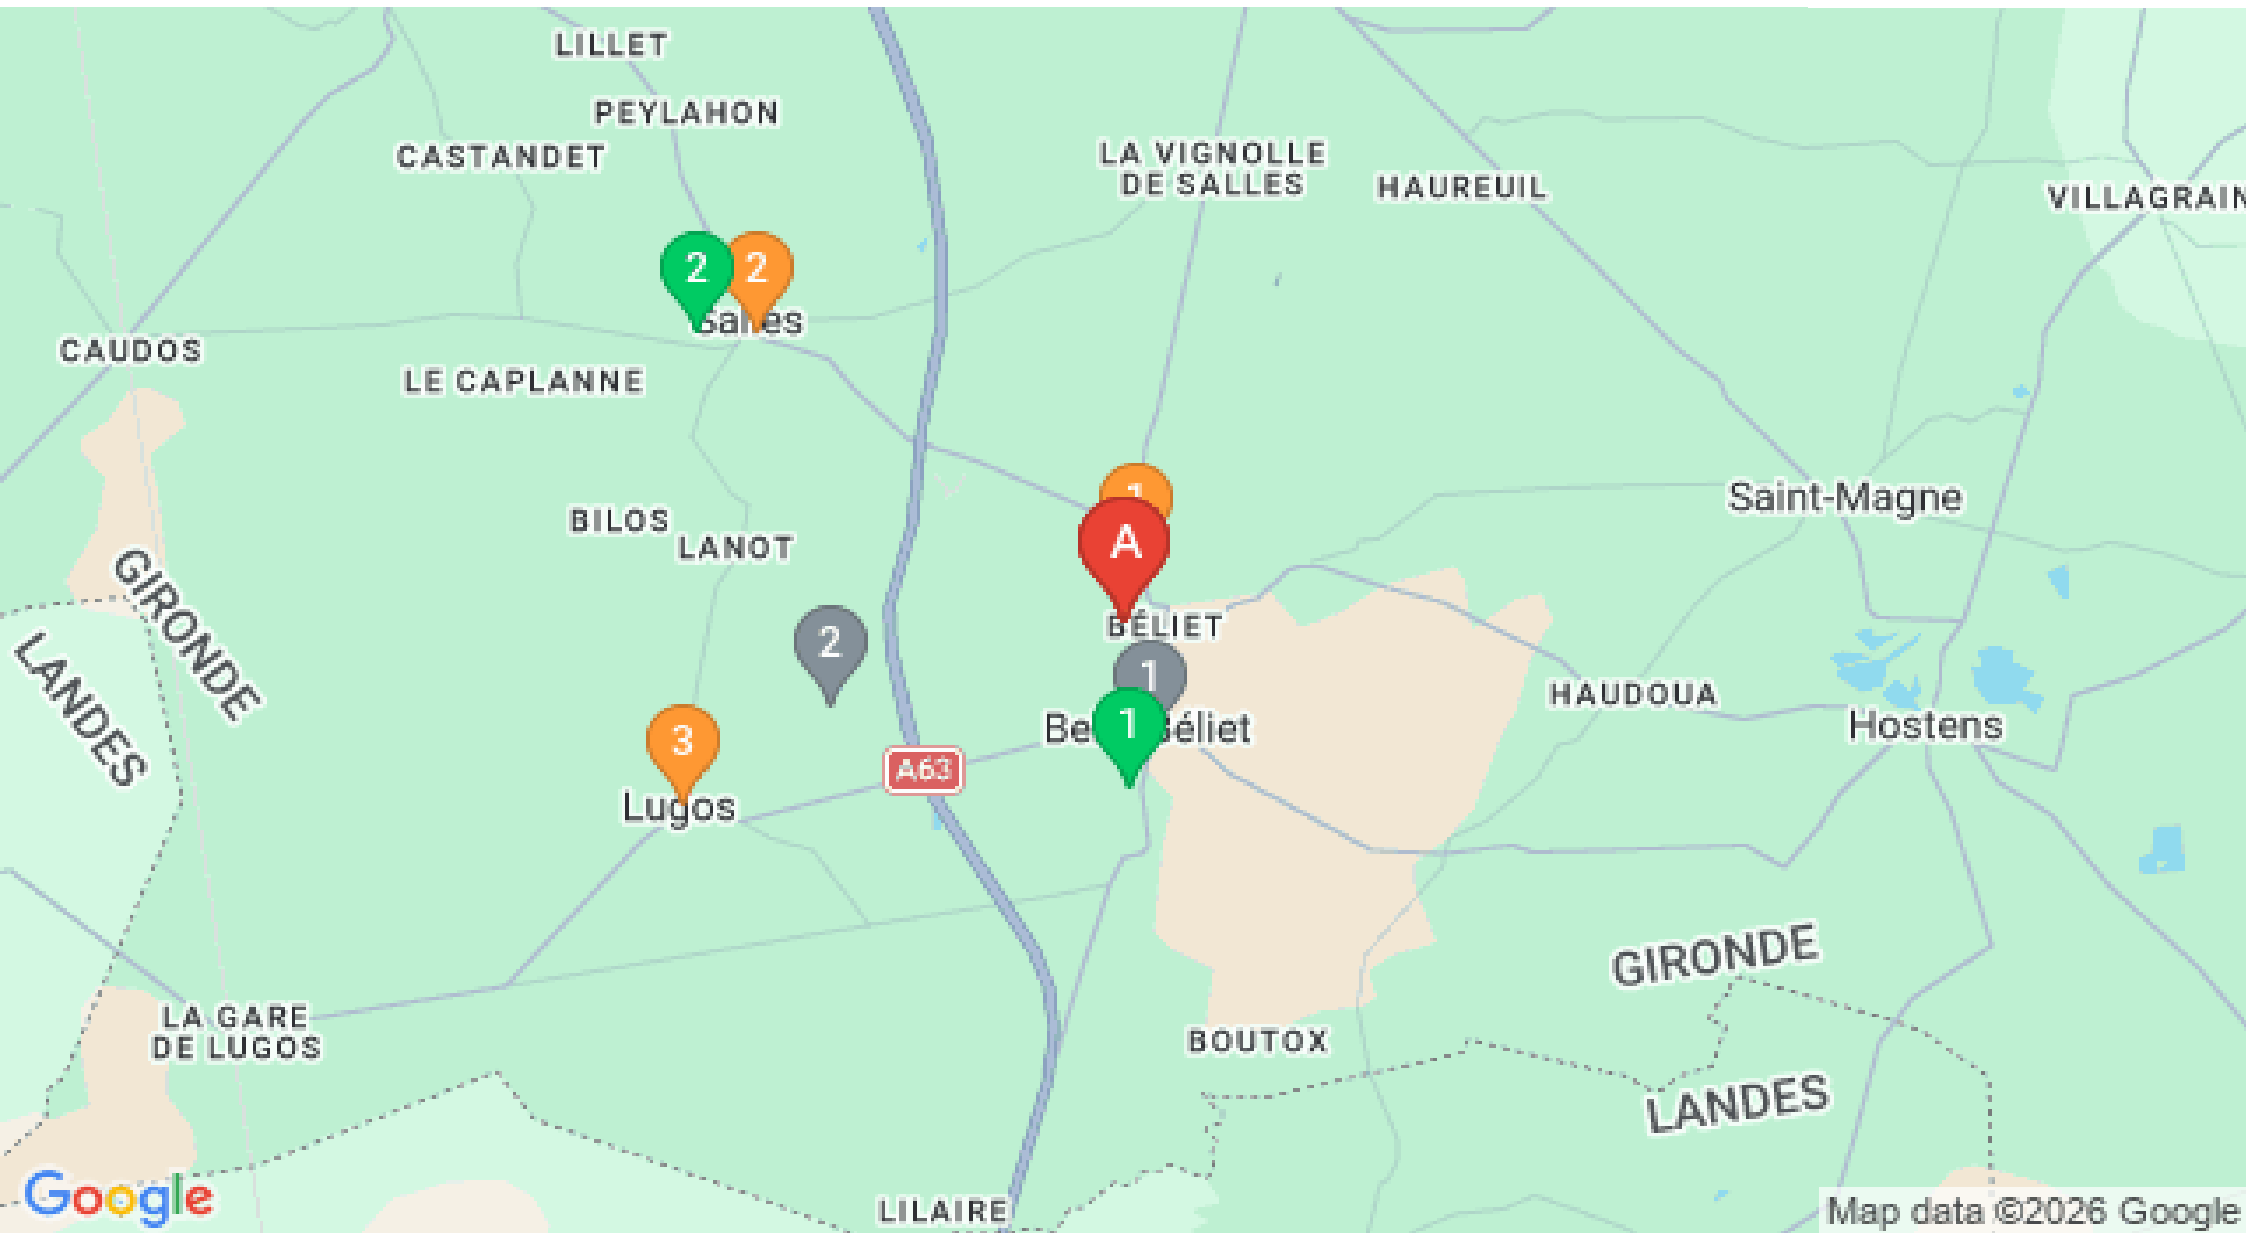 LILLET
PEYLAHON
CASTANDET
LA VIGNOLLE
DE SALLES
HAUREUIL
VILLAGRAIN
2
2
Salles
CAUDOS
LE CAPLANNE
1
Saint-Magne
BILOS
LANOT
A
GIRONDE
LANDES
BÉLIET
2
1
HAUDOUA
1
Hostens
3
A63
Lugos
GIRONDE
LA GARE
DE LUGOS
BOUTOX
LANDES
Google
LILAIRE
Map data ©2026 Google